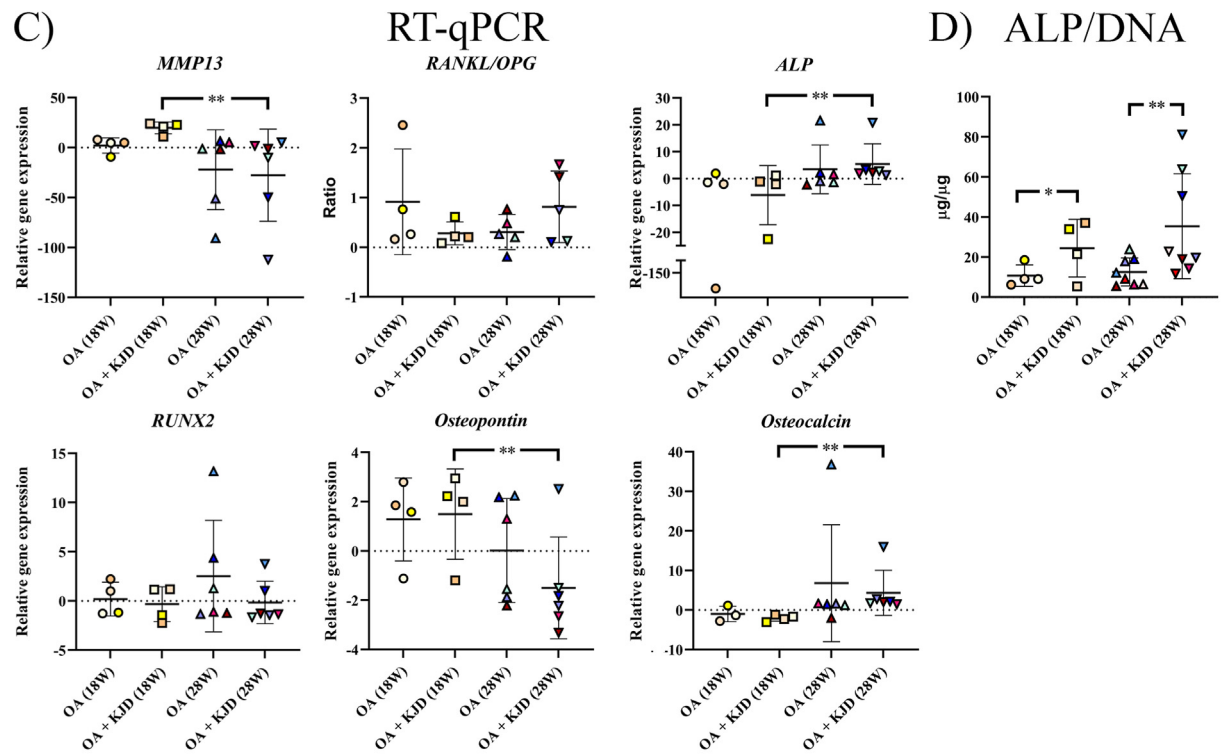 C) RT-qPCR D) ALP/DNA
MMP13 RANKL/OPG ALP
Relative gene expression
50
0
-50
-100
-150
**
OA (18W)
OA + KJD (18W)
OA (28W)
OA + KJD (28W)
Ratio
3
2
1
0
-1
OA (18W)
OA + KJD (18W)
OA (28W)
OA + KJD (28W)
Relative gene expression
30
20
10
0
-10
-20
-150
**
OA (18W)
OA + KJD (18W)
OA (28W)
OA + KJD (28W)
µg/µg
100
80
60
40
20
0
*
**
OA (18W)
OA + KJD (18W)
OA (28W)
OA + KJD (28W)
RUNX2 Osteopontin Osteocalcin
Relative gene expression
15
10
5
0
-5
OA (18W)
OA + KJD (18W)
OA (28W)
OA + KJD (28W)
Relative gene expression
4
2
0
-2
-4
**
OA (18W)
OA + KJD (18W)
OA (28W)
OA + KJD (28W)
Relative gene expression
40
30
20
10
0
-10
**
OA (18W)
OA + KJD (18W)
OA (28W)
OA + KJD (28W)